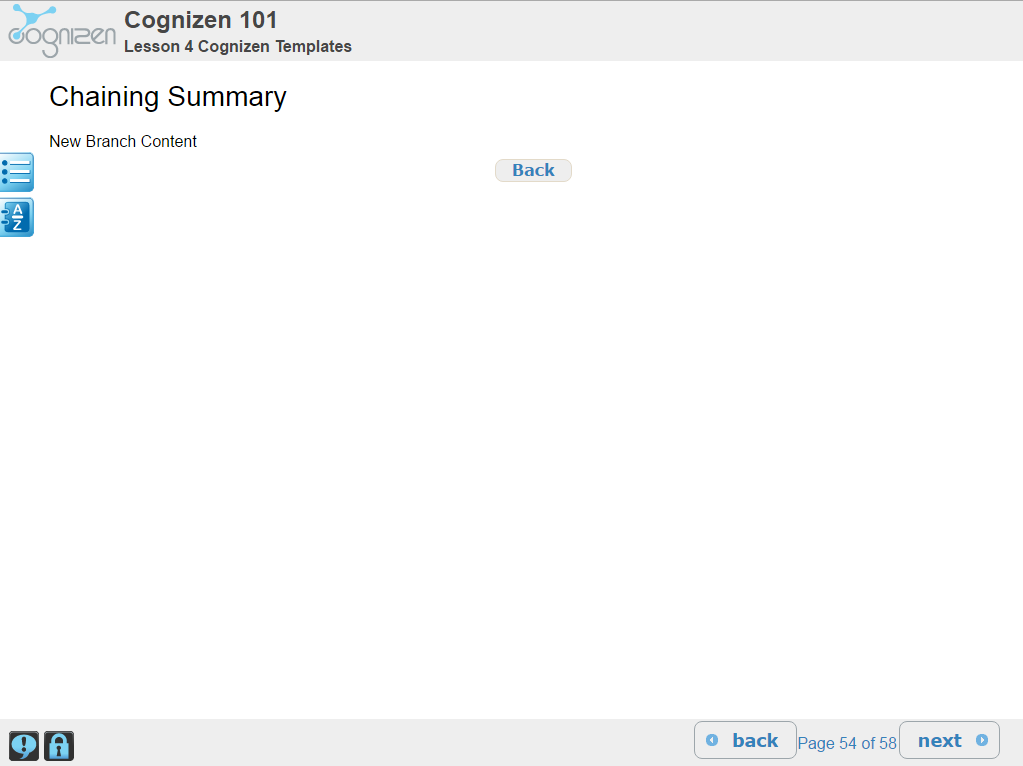 cognizen
Cognizen 101
Lesson 4 Cognizen Templates
Chaining Summary
New Branch Content
Back
A
Z
back
Page 54 of 58
next